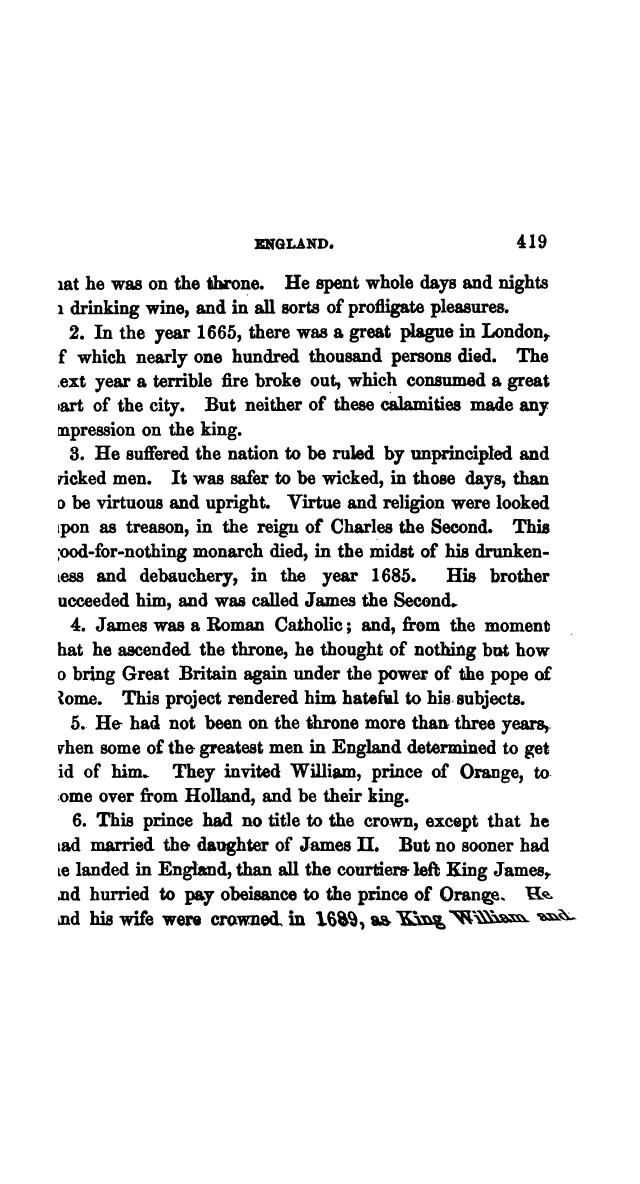 ENGLAND. 419
he was on the throne. He spent whole days and nights
drinking wine, and in all sorts of profligate pleasures.
2. In the year 1665, there was a great plague in London,
f which nearly one hundred thousand persons died. The
ext year a terrible fire broke out, which consumed a great
art of the city. But neither of these calamities made any
mpression on the king.
3. He suffered the nation to be ruled by unprincipled and
icked men. It was safer to be wicked, in those days, than
o be virtuous and upright. Virtue and religion were looked
pon as treason, in the reign of Charles the Second. This
ood-for-nothing monarch died, in the midst of his drunken-
ess and debauchery, in the year 1685. His brother
ucceeded him, and was called James the Second.
4. James was a Roman Catholic; and, from the moment
hat he ascended the throne, he thought of nothing but how
o bring Great Britain again under the power of the pope of
Rome. This project rendered him hateful to his subjects.
5. He had not been on the throne more than three years,
when some of the greatest men in England determined to get
id of him. They invited William, prince of Orange, to
ome over from Holland, and be their king.
6. This prince had no title to the crown, except that he
ad married the daughter of James II. But no sooner had
e landed in England, than all the courtiers left King James,
nd hurried to pay obeisance to the prince of Orange. He
nd his wife were crowned in 1689, as King William and